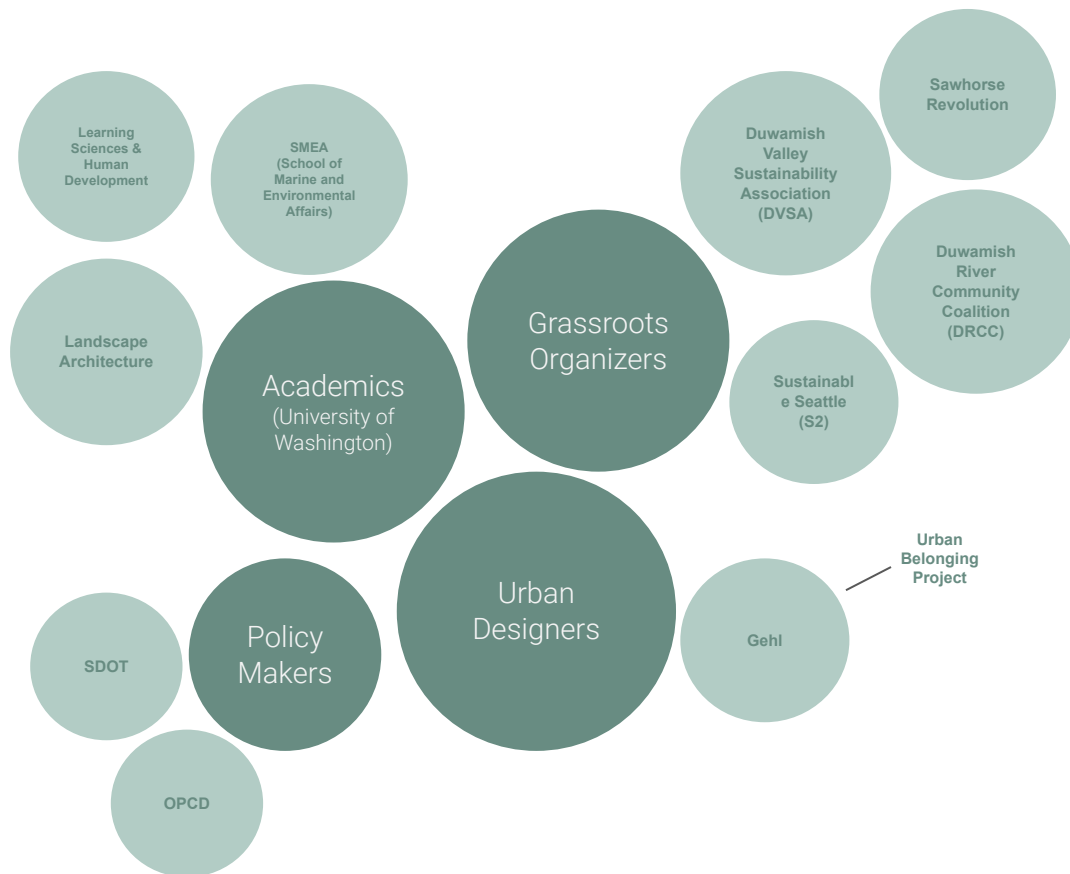 Learning
Sciences &
Human
Development
SMEA
(School of
Marine and
Environmental
Affairs)
Landscape
Architecture
Academics
(University of
Washington)
Grassroots
Organizers
Duwamish
Valley
Sustainability
Association
(DVSA)
Sawhorse
Revolution
Duwamish
River
Community
Coalition
(DRCC)
Sustainabl
e Seattle
(S2)
Urban
Belonging
Project
Urban
Designers
Gehl
Policy
Makers
SDOT
OPCD